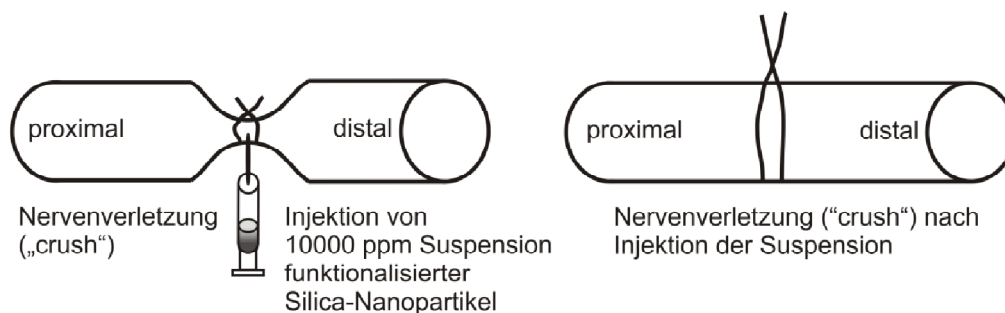 proximal
distal
Nervenverletzung
(„crush“)
Injektion von
10000 ppm Suspension
funktionalisierter
Silica-Nanopartikel
proximal
distal
Nervenverletzung (“crush“) nach
Injektion der Suspension